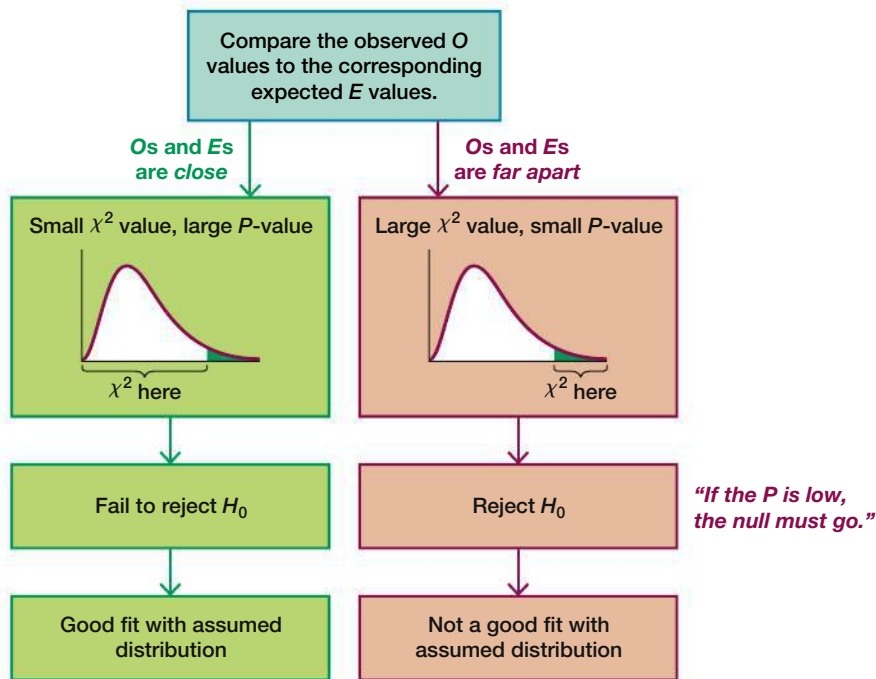 Compare the observed O
values to the corresponding
expected E values.
Os and Es
are close
Os and Es
are far apart
Small χ² value, large P-value
χ² here
Large χ² value, small P-value
χ² here
Fail to reject H₀
Reject H₀
“If the P is low,
the null must go.”
Good fit with assumed
distribution
Not a good fit with
assumed distribution